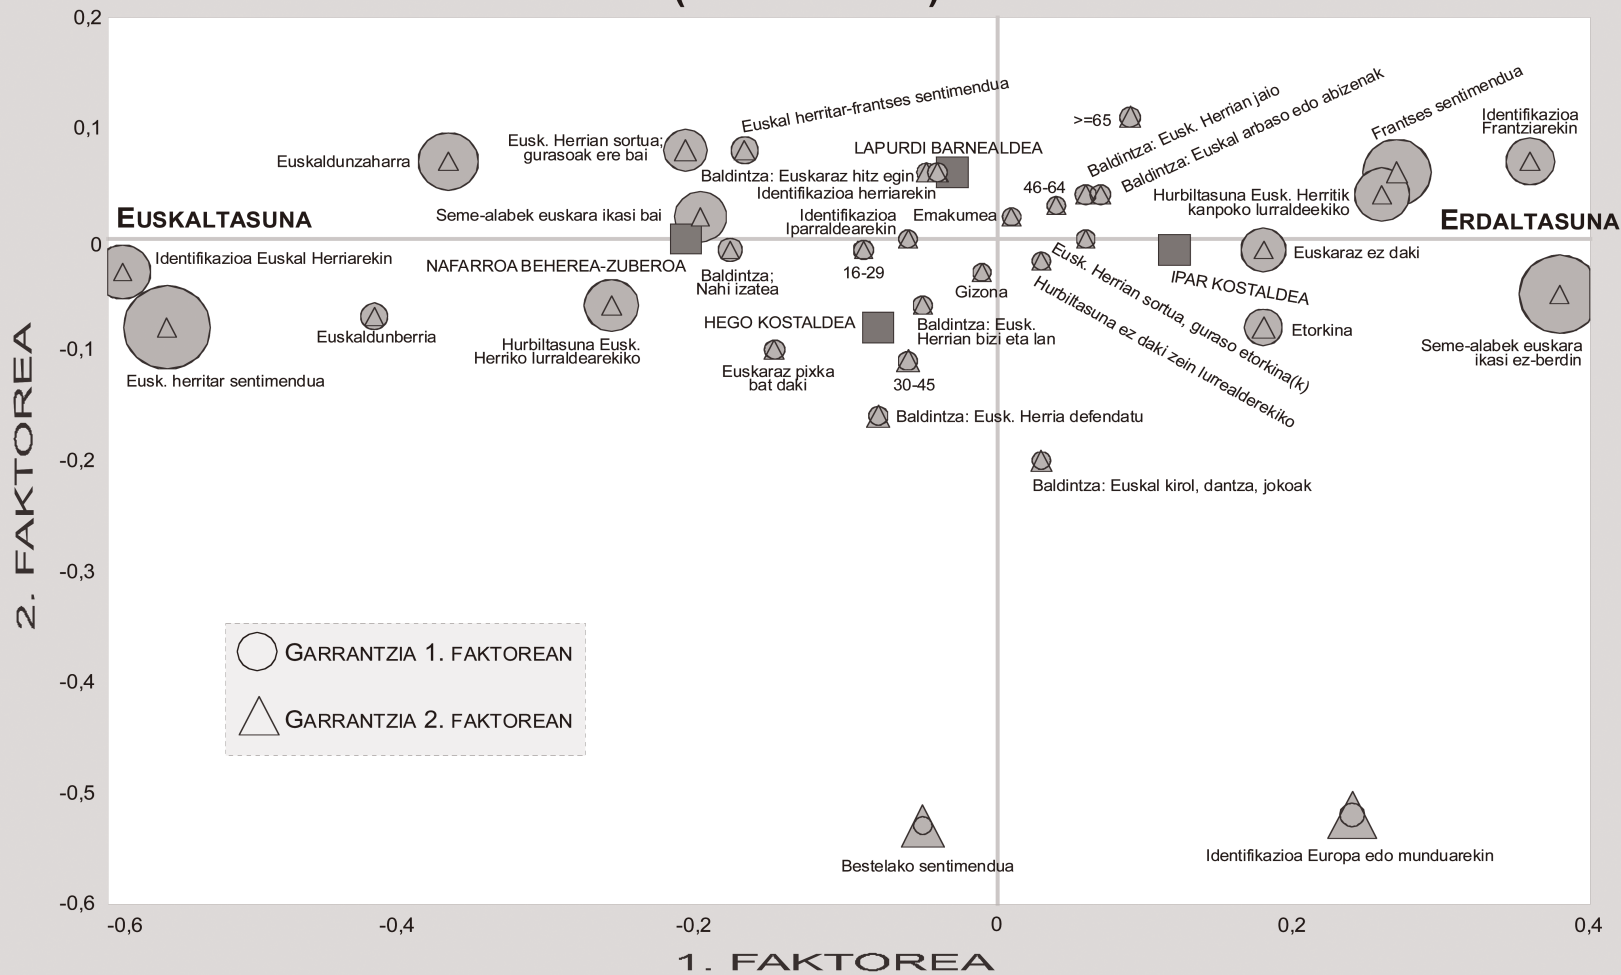 0,2
0,1
0
-0,1
-0,2
-0,3
-0,4
-0,5
-0,6
2. FAKTOREA
-0,6
-0,4
-0,2
0
0,2
0,4
1. FAKTOREA
EUSKALTASUNA
ERDALTASUNA
Euskaldunzaharra
Eusk. Herrian sortua;
gurasoak ere bai
Euskal herritar-frantses sentimendua
LAPURDI BARNEALDEA
Baldintza: Euskaraz hitz egin
Identifikazioa herriarekin
Seme-alabek euskara ikasi bai
Identifikazioa
Iparraldearekin
Emakumea
46-64
>=65
Baldintza: Eusk. Herrian jaio
Baldintza: Euskal arbaso edo abizenak
Frantses sentimendua
Identifikazioa
Frantziarekin
Hurbiltasuna Eusk. Herritik
kanpoko lurraldeekiko
Identifikazioa Euskal Herriarekin
NAFARROA BEHEREA-ZUBEROA
Baldintza;
Nahi izatea
16-29
Gizona
Eusk. Herrian sortua, guraso etorkina(k)
Hurbiltasuna ez daki zein lurrealderekiko
IPAR KOSTALDEA
Euskaraz ez daki
Etorkina
Seme-alabek euskara
ikasi ez-berdin
Eusk. herritar sentimendua
Euskaldunberria
Hurbiltasuna Eusk.
Herriko lurraldearekiko
HEGO KOSTALDEA
Baldintza: Eusk.
Herrian bizi eta lan
Euskaraz pixka
bat daki
30-45
Baldintza: Eusk. Herria defendatu
Baldintza: Euskal kirol, dantza, jokoak
GARRANTZIA 1. FAKTOREAN
GARRANTZIA 2. FAKTOREAN
Bestelako sentimendua
Identifikazioa Europa edo munduarekin